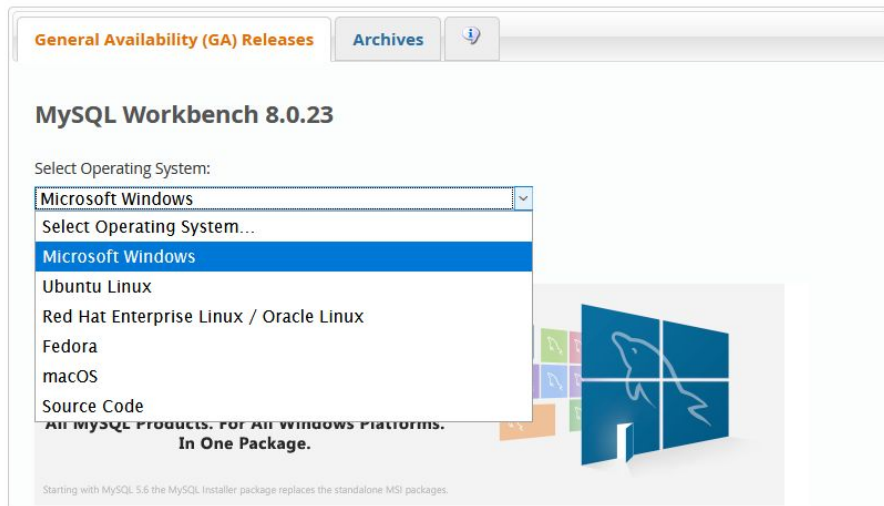 General Availability (GA) Releases
Archives
MySQL Workbench 8.0.23
Select Operating System:
Microsoft Windows
Select Operating System...
Microsoft Windows
Ubuntu Linux
Red Hat Enterprise Linux / Oracle Linux
Fedora
macOS
Source Code
All MySQL Products. For All Windows Platforms.
In One Package.
Starting with MySQL 5.6 the MySQL Installer package replaces the standalone MSI packages.